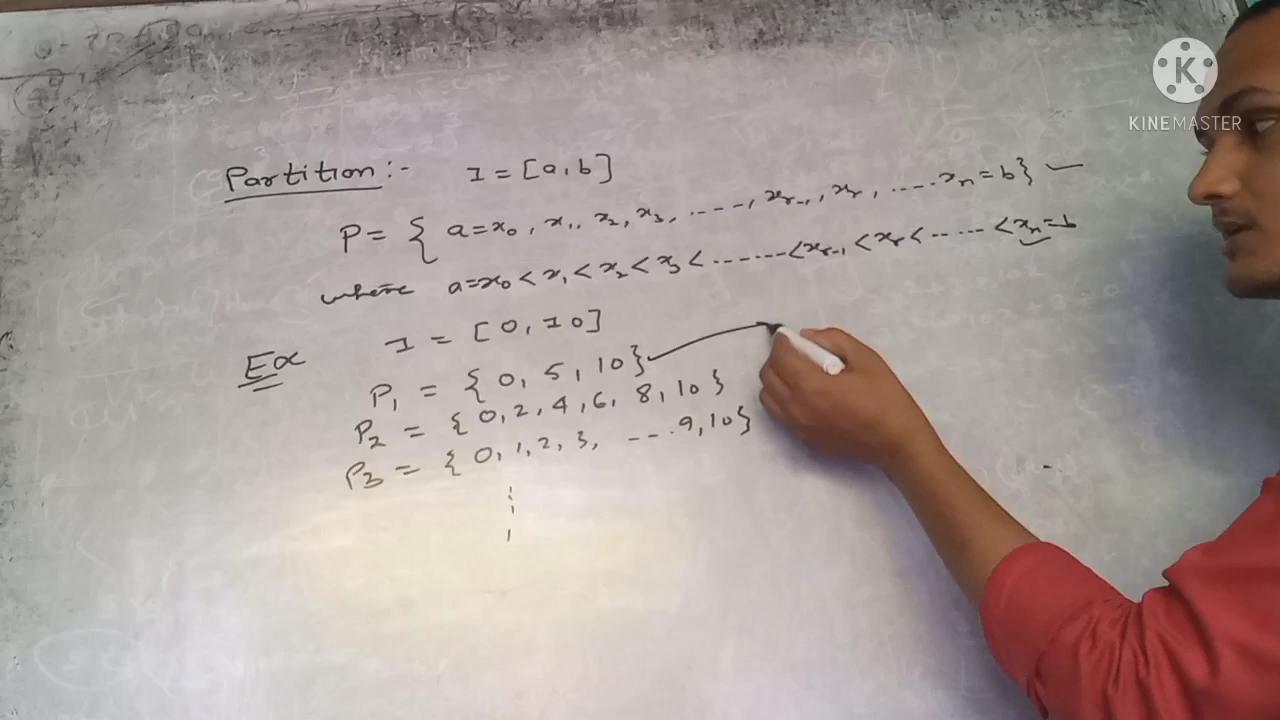 KINEMASTER
Partition :- I = [a, b]
P = { a = x₀, x₁, x₂, x₃, ....., xᵣ₋₁, xᵣ, ..... xₙ = b }
where a = x₀ < x₁ < x₂ < x₃ < ....... < xᵣ₋₁ < xᵣ < ..... < xₙ = b
Ex I = [0, 10]
P₁ = { 0, 5, 10 }
P₂ = { 0, 2, 4, 6, 8, 10 }
P₃ = { 0, 1, 2, 3, --- . 9, 10 }